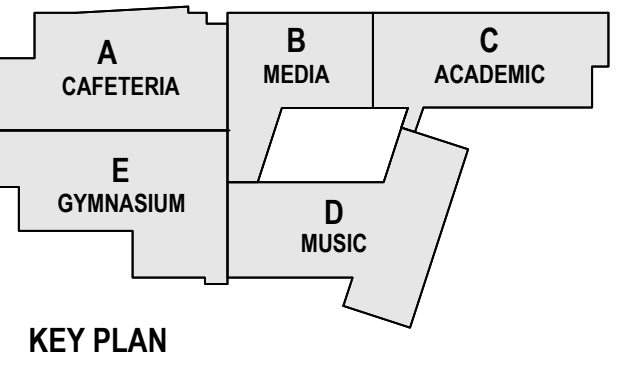 A
CAFETERIA
B
MEDIA
C
ACADEMIC
E
GYMNASIUM
D
MUSIC
KEY PLAN